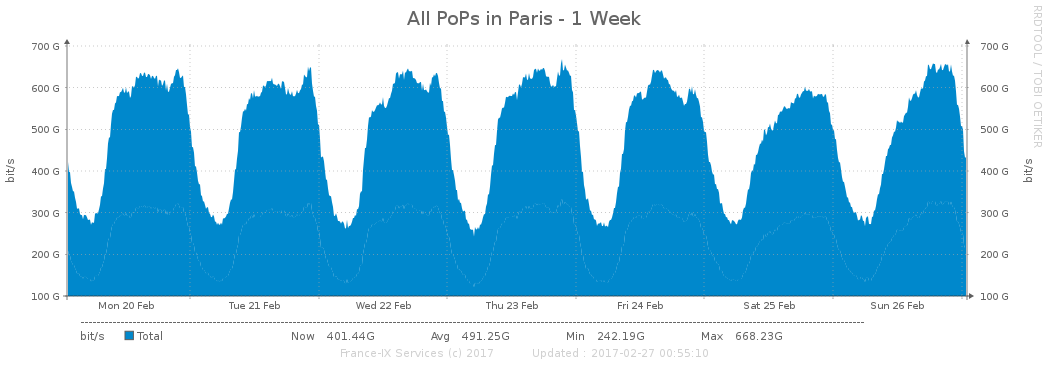 All PoPs in Paris - 1 Week
RRDTOOL / TOBI OETIKER
700 G 700 G
600 G 600 G
500 G 500 G
400 G 400 G
300 G 300 G
200 G 200 G
100 G 100 G
bit/s
bit/s
Mon 20 Feb Tue 21 Feb Wed 22 Feb Thu 23 Feb Fri 24 Feb Sat 25 Feb Sun 26 Feb
bit/s Total Now 401.44G Avg 491.25G Min 242.19G Max 668.23G
France-IX Services (c) 2017 Updated : 2017-02-27 00:55:10